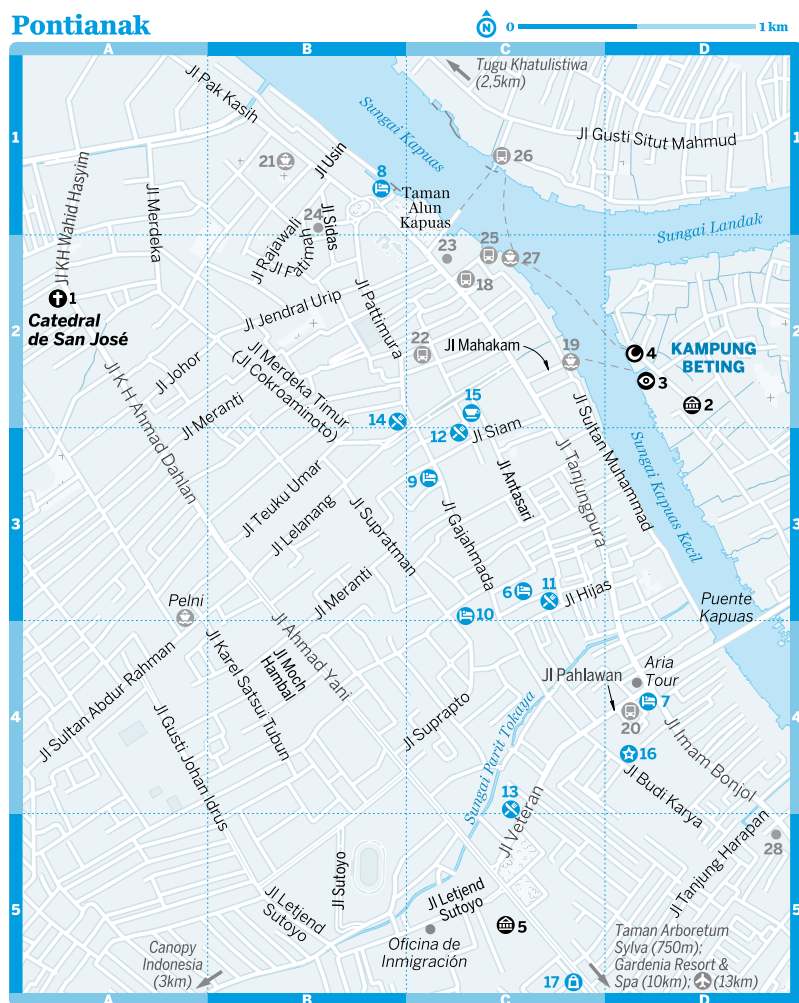 Pontianak
N
0
1 km
A
B
C
D
Tugu Khatulistiwa
(2,5km)
Jl Pak Kasih
Sungai Kapuas
1
1
Jl Gusti Situt Mahmud
26
Jl Usin
21
8
Jl KH Wahid Hasyim
Jl Merdeka
Taman
Alun
Kapuas
24
Jl Sidas
Jl Rajawali
Jl Fatimah
Sungai Landak
23
25
27
18
1
Catedral
de San José
Jl Jendral Urip
Jl Pattimura
2
2
22
Jl Mahakam
19
4
KAMPUNG
BETING
3
2
Jl Johor
Jl Merdeka Timur
(Jl Cokroaminoto)
Jl K H Ahmad Dahlan
Jl Meranti
15
14
12
Jl Siam
Jl Sultan Muhammad
Sungai Kapuas Kecil
Jl Tanjungpura
Jl Antasari
9
Jl Teuku Umar
Jl Lelanang
Jl Supratman
Jl Gajahmada
3
3
Jl Meranti
6
11
Jl Hijas
10
Pelni
Puente
Kapuas
Jl Ahmad Yani
Jl Moch
Hambal
Jl Karel Satsui Tubun
Jl Sultan Abdur Rahman
Aria
Tour
Jl Pahlawan
7
20
Jl Suprapto
4
4
Sungai Parit Tokaya
Jl Imam Bonjol
16
Jl Budi Karya
Jl Gusti Johan Idrus
13
Jl Veteran
28
Jl Tanjung Harapan
Jl Sutoyo
Jl Letjend
Sutoyo
Jl Letjend
Sutoyo
5
5
5
Oficina de
Inmigración
Canopy
Indonesia
(3km)
17
Taman Arboretum
Sylva (750m);
Gardenia Resort &
Spa (10km); (13km)
A
B
C
D